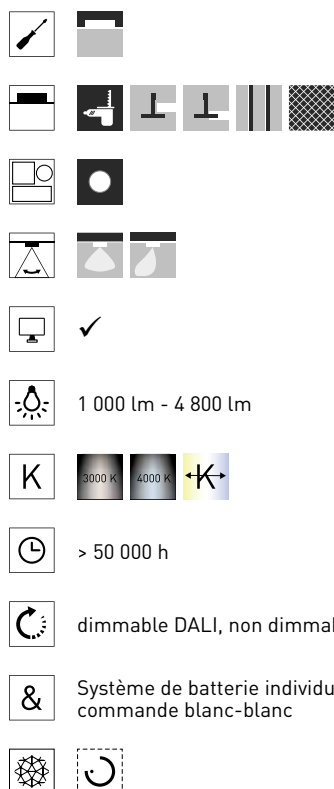 1 000 lm - 4 800 lm
K 3000 K 4000 K K
> 50 000 h
dimmable DALI, non dimmab
& Système de batterie individu
commande blanc-blanc